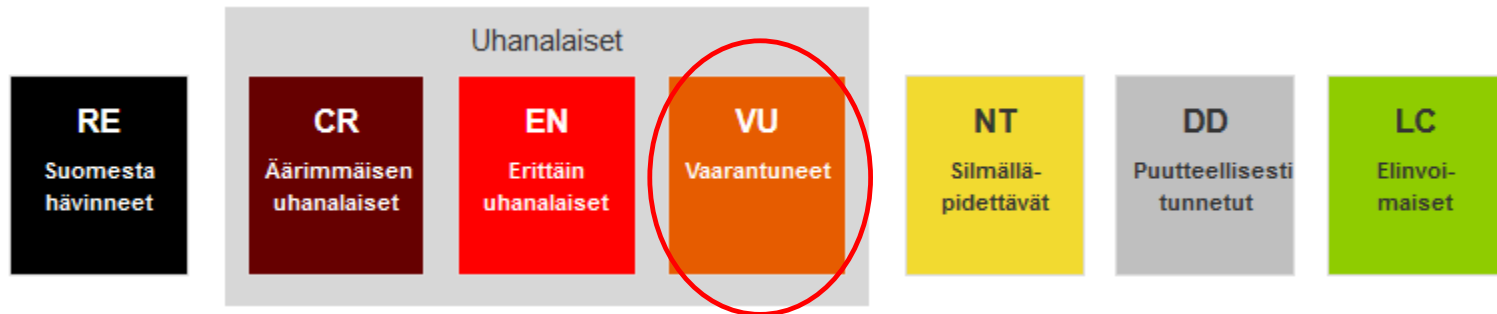 Uhanalaiset
RE
Suomesta
hävinneet
CR
Äärimmäisen
uhanalaiset
EN
Erittäin
uhanalaiset
VU
Vaarantuneet
NT
Silmällä-
pidettävät
DD
Puutteellisesti
tunnetut
LC
Elinvoi-
maiset